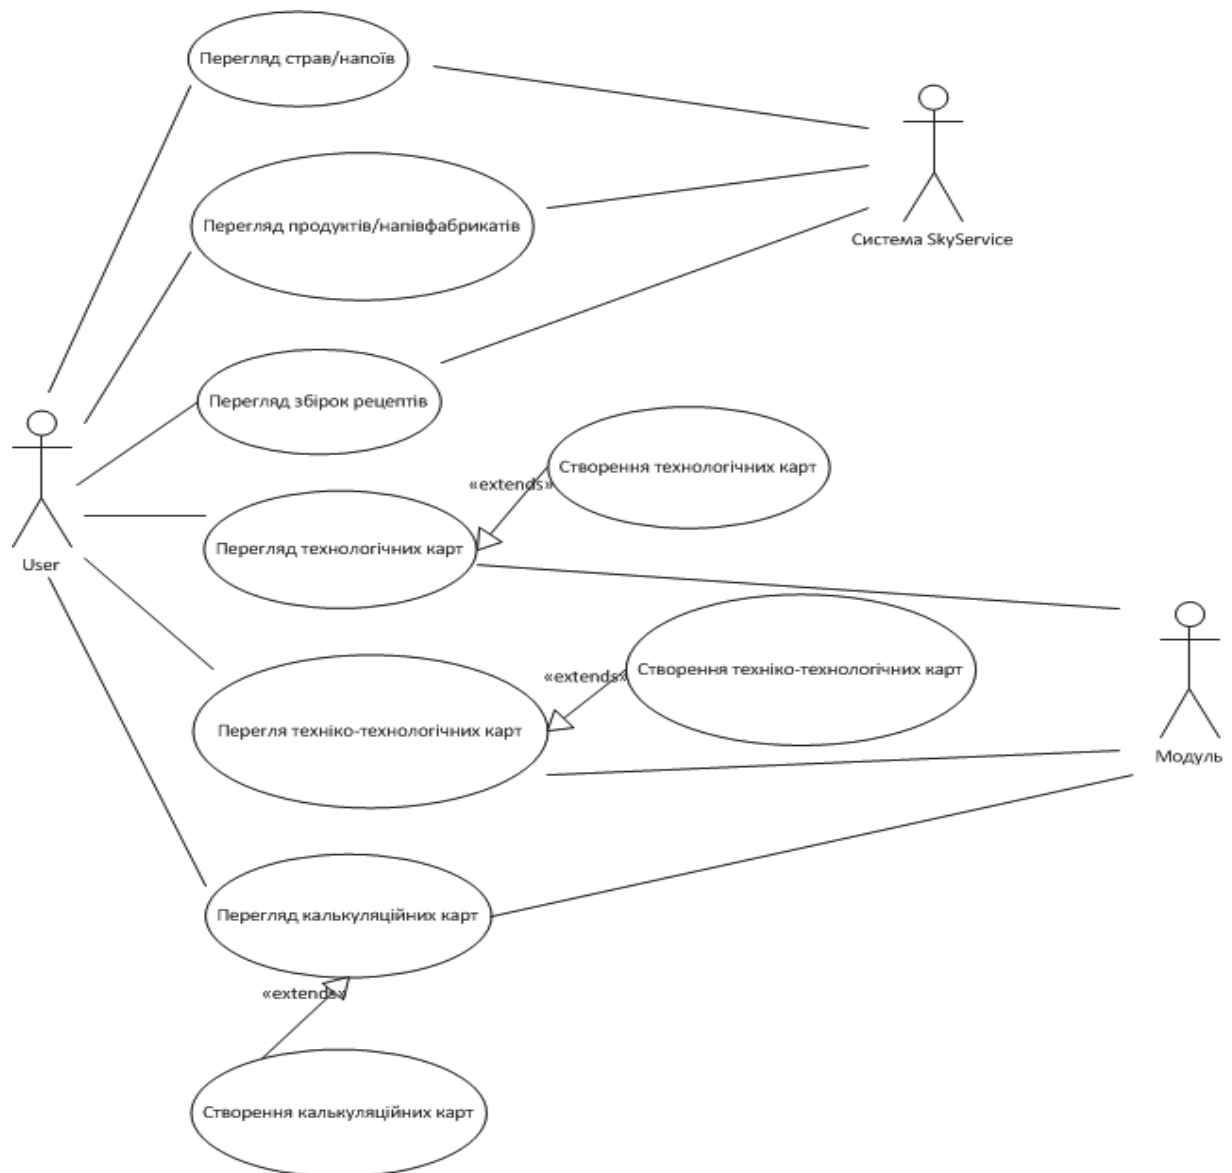 Перегляд страв/напоїв
Перегляд продуктів/напівфабрикатів
Система SkyService
Перегляд збірок рецептів
Створення технологічних карт
«extends»
Перегляд технологічних карт
User
Створення техніко-технологічних карт
«extends»
Перегля техніко-технологічних карт
Модуль
Перегляд калькуляційних карт
«extends»
Створення калькуляційних карт